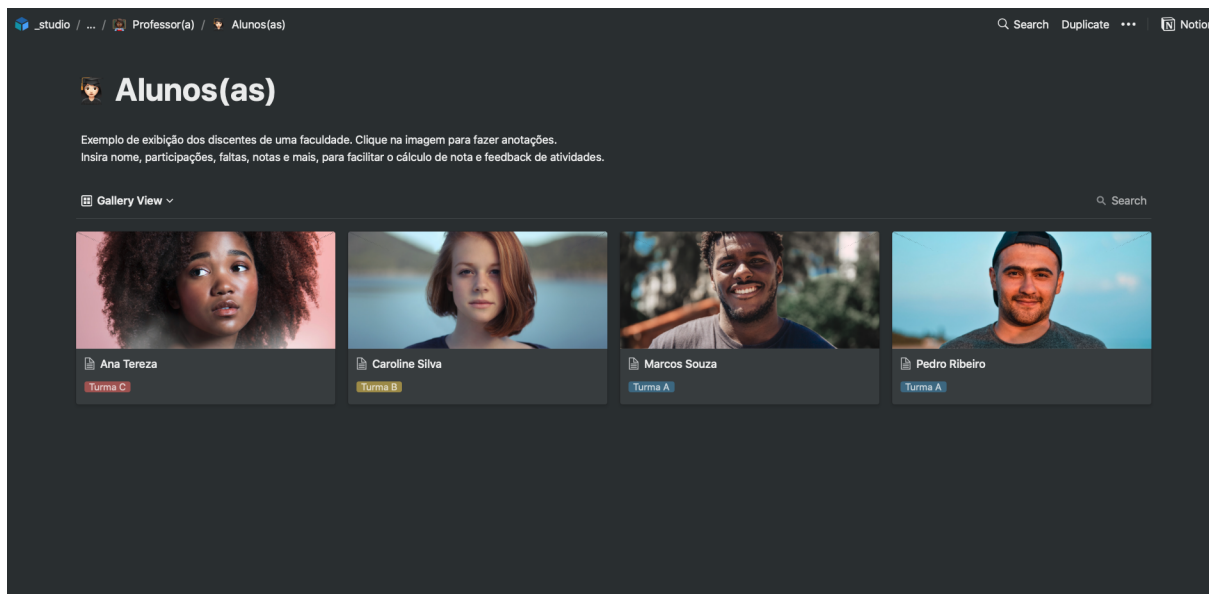 _studio / ... / Professor(a) / Alunos(as)
Search Duplicate ••• Notion
Alunos(as)
Exemplo de exibição dos discentes de uma faculdade. Clique na imagem para fazer anotações.
Insira nome, participações, faltas, notas e mais, para facilitar o cálculo de nota e feedback de atividades.
Gallery View
Search
Ana Tereza
Turma C
Caroline Silva
Turma B
Marcos Souza
Turma A
Pedro Ribeiro
Turma A